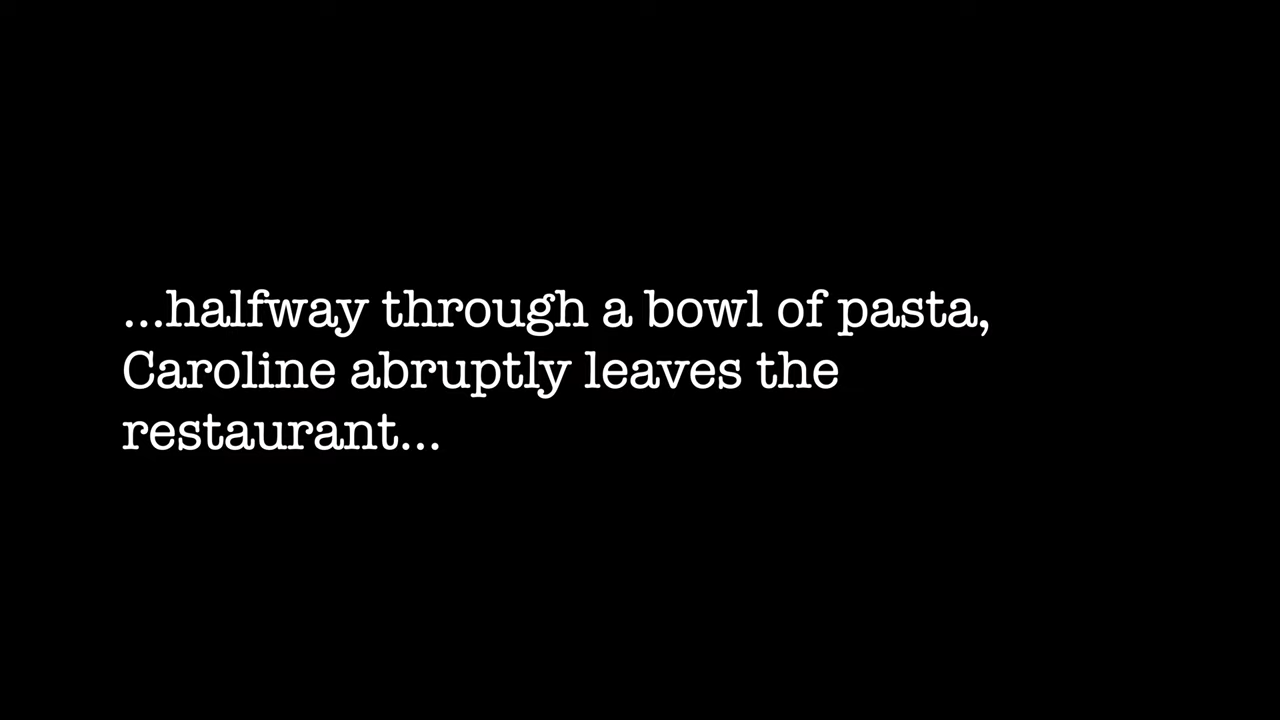 ...halfway through a bowl of pasta,
Caroline abruptly leaves the
restaurant...